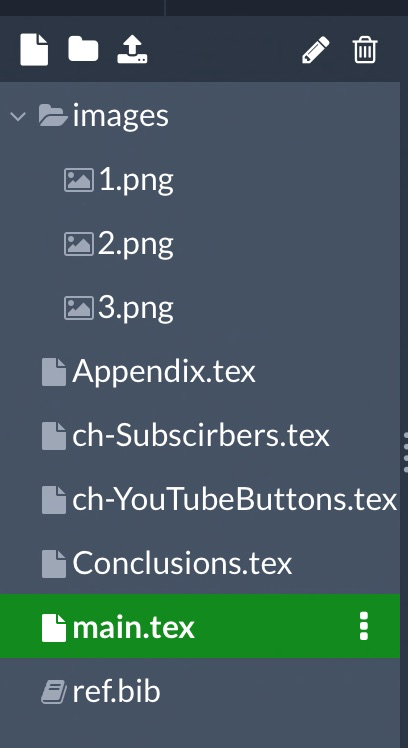 images
1.png
2.png
3.png
Appendix.tex
ch-Subscirbers.tex
ch-YouTubeButtons.tex
Conclusions.tex
main.tex
ref.bib